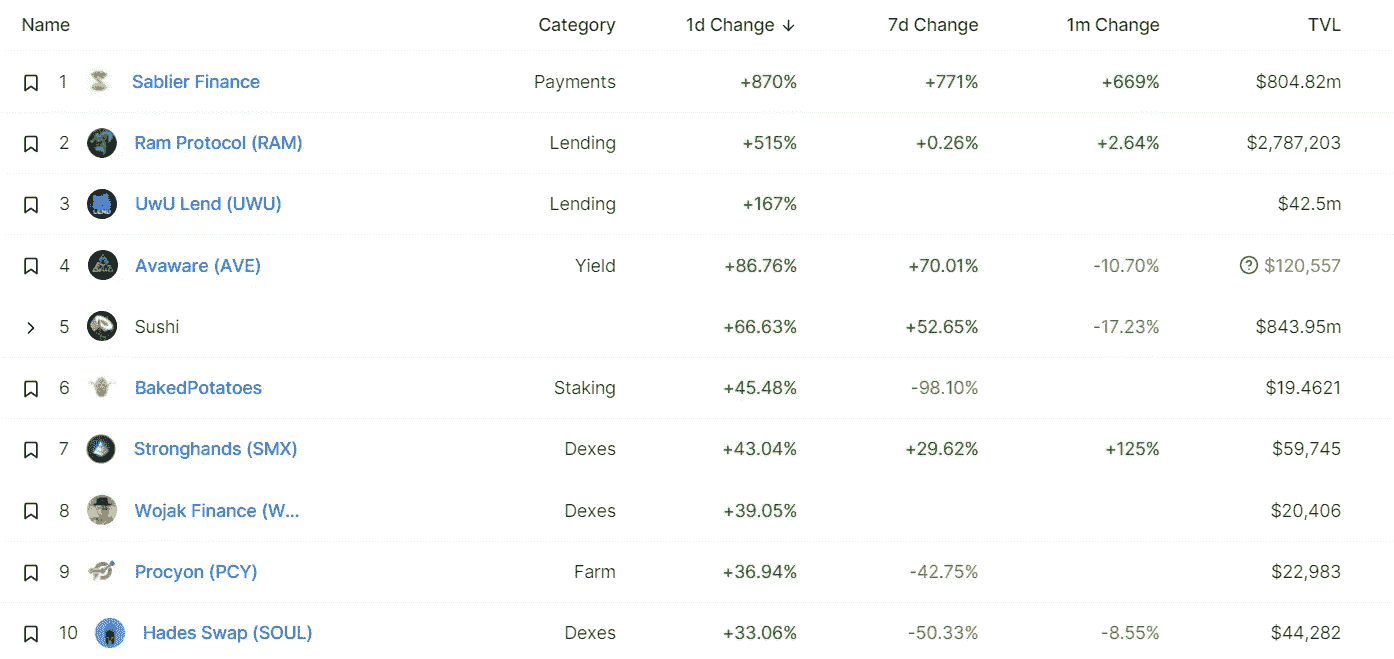 Name Category 1d Change ↓ 7d Change 1m Change TVL
1 Sablier Finance Payments +870% +771% +669% $804.82m
2 Ram Protocol (RAM) Lending +515% +0.26% +2.64% $2,787,203
3 UwU Lend (UWU) Lending +167% $42.5m
4 Avaware (AVE) Yield +86.76% +70.01% -10.70% ? $120,557
5 Sushi +66.63% +52.65% -17.23% $843.95m
6 BakedPotatoes Staking +45.48% -98.10% $19.4621
7 Stronghands (SMX) Dexes +43.04% +29.62% +125% $59,745
8 Wojak Finance (W... Dexes +39.05% $20,406
9 Procyon (PCY) Farm +36.94% -42.75% $22,983
10 Hades Swap (SOUL) Dexes +33.06% -50.33% -8.55% $44,282